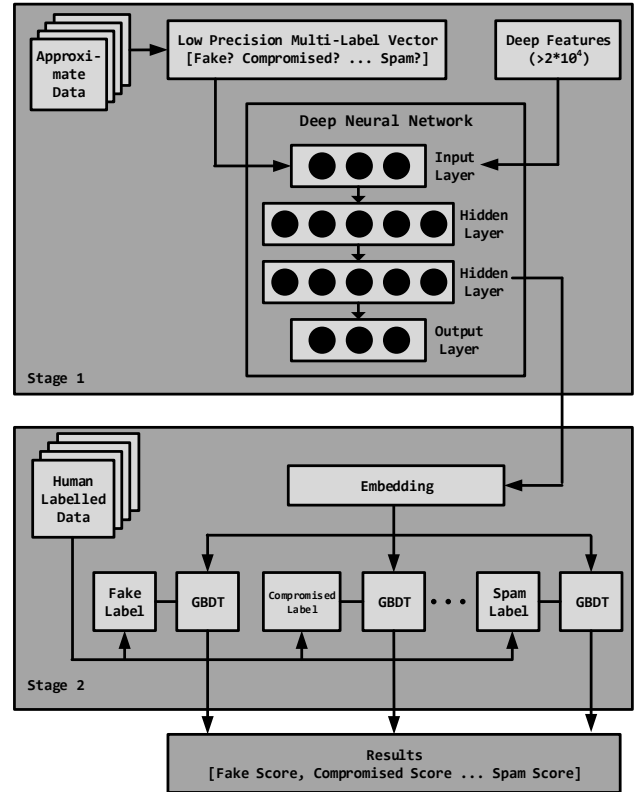 Approxi-
mate
Data
Low Precision Multi-Label Vector
[Fake? Compromised? ... Spam?]
Deep Features
(>2*10⁴)
Deep Neural Network
Input
Layer
Hidden
Layer
Hidden
Layer
Output
Layer
Stage 1
Human
Labelled
Data
Embedding
Fake
Label
GBDT
Compromised
Label
GBDT
...
Spam
Label
GBDT
Stage 2
Results
[Fake Score, Compromised Score ... Spam Score]